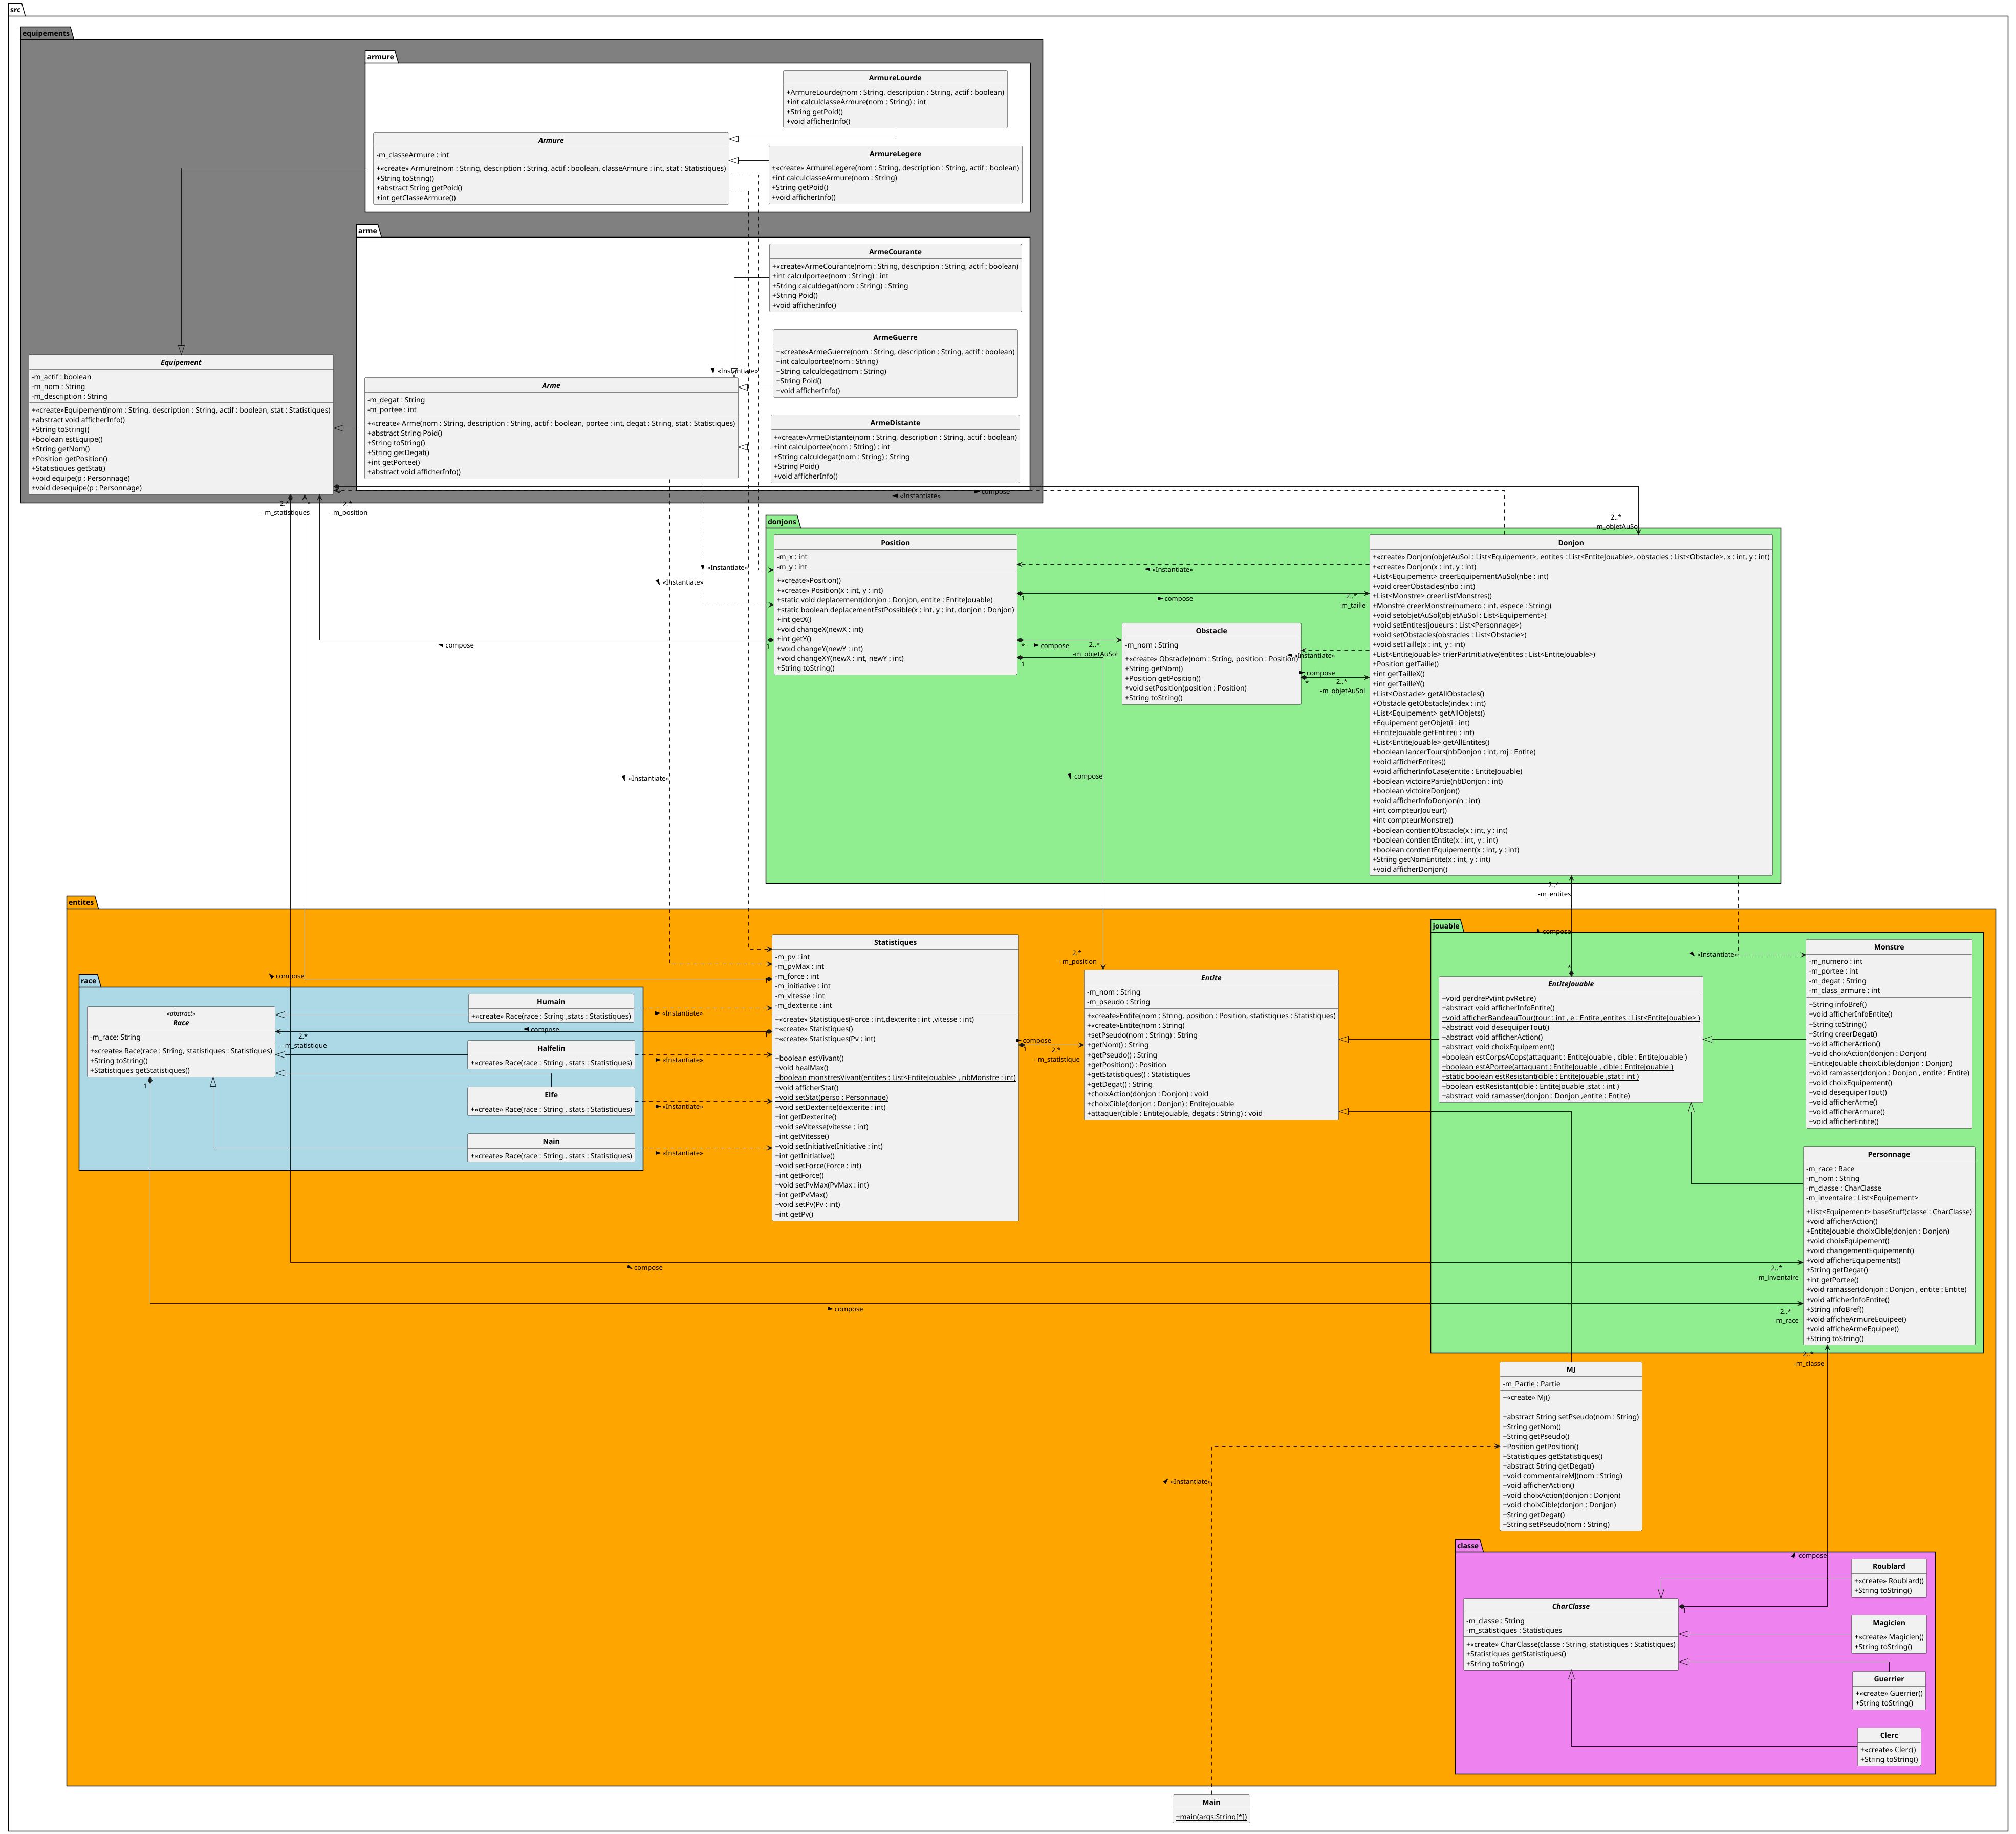 src
equipements
armure
ArmureLourde
+ArmureLourde(nom : String, description : String, actif : boolean)
+int calculclasseArmure(nom : String) : int
+String getPoid()
+void afficherInfo()
Armure
-m_classeArmure : int
+«create» Armure(nom : String, description : String, actif : boolean, classeArmure : int, stat : Statistiques)
+String toString()
+abstract String getPoid()
+int getClasseArmure())
ArmureLegere
+«create» ArmureLegere(nom : String, description : String, actif : boolean)
+int calculclasseArmure(nom : String)
+String getPoid()
+void afficherInfo()
arme
ArmeCourante
+«create»ArmeCourante(nom : String, description : String, actif : boolean)
+int calculportee(nom : String) : int
+String calculdegat(nom : String) : String
+String Poid()
+void afficherInfo()
ArmeGuerre
+«create»ArmeGuerre(nom : String, description : String, actif : boolean)
+int calculportee(nom : String)
+String calculdegat(nom : String)
+String Poid()
+void afficherInfo()
Arme
-m_degat : String
-m_portee : int
+«create» Arme(nom : String, description : String, actif : boolean, portee : int, degat : String, stat : Statistiques)
+abstract String Poid()
+String toString()
+String getDegat()
+int getPortee()
+abstract void afficherInfo()
ArmeDistante
+«create»ArmeDistante(nom : String, description : String, actif : boolean)
+int calculportee(nom : String) : int
+String calculdegat(nom : String) : String
+String Poid()
+void afficherInfo()
Equipement
-m_actif : boolean
-m_nom : String
-m_description : String
+«create»Equipement(nom : String, description : String, actif : boolean, stat : Statistiques)
+abstract void afficherInfo()
+String toString()
+boolean estEquipe()
+String getNom()
+Position getPosition()
+Statistiques getStat()
+void equipe(p : Personnage)
+void desequipe(p : Personnage)
«Instantiate»
«Instantiate»
compose
2.*
- m_statistiques
2.*
- m_position
2..*
-m_objetAuSol
donjons
Position
-m_x : int
-m_y : int
+«create»Position()
+«create» Position(x : int, y : int)
+static void deplacement(donjon : Donjon, entite : EntiteJouable)
+static boolean deplacementEstPossible(x : int, y : int, donjon : Donjon)
+int getX()
+void changeX(newX : int)
+int getY()
+void changeY(newY : int)
+void changeXY(newX : int, newY : int)
+String toString()
Obstacle
-m_nom : String
+«create» Obstacle(nom : String, position : Position)
+String getNom()
+Position getPosition()
+void setPosition(position : Position)
+String toString()
Donjon
+«create» Donjon(objetAuSol : List<Equipement>, entites : List<EntiteJouable>, obstacles : List<Obstacle>, x : int, y : int)
+«create» Donjon(x : int, y : int)
+List<Equipement> creerEquipementAuSol(nbe : int)
+void creerObstacles(nbo : int)
+List<Monstre> creerListMonstres()
+Monstre creerMonstre(numero : int, espece : String)
+void setobjetAuSol(objetAuSol : List<Equipement>)
+void setEntites(joueurs : List<Personnage>)
+void setObstacles(obstacles : List<Obstacle>)
+void setTaille(x : int, y : int)
+List<EntiteJouable> trierParInitiative(entites : List<EntiteJouable>)
+Position getTaille()
+int getTailleX()
+int getTailleY()
+List<Obstacle> getAllObstacles()
+Obstacle getObstacle(index : int)
+List<Equipement> getAllObjets()
+Equipement getObjet(i : int)
+EntiteJouable getEntite(i : int)
+List<EntiteJouable> getAllEntites()
+boolean lancerTours(nbDonjon : int, mj : Entite)
+void afficherEntites()
+void afficherInfoCase(entite : EntiteJouable)
+boolean victoirePartie(nbDonjon : int)
+boolean victoireDonjon()
+void afficherInfoDonjon(n : int)
+int compteurJoueur()
+int compteurMonstre()
+boolean contientObstacle(x : int, y : int)
+boolean contientEntite(x : int, y : int)
+boolean contientEquipement(x : int, y : int)
+String getNomEntite(x : int, y : int)
+void afficherDonjon()
«Instantiate»
«Instantiate»
«Instantiate»
1
compose
2..*
-m_taille
1
compose
*
compose
2..*
-m_objetAuSol
1
«Instantiate»
compose
*
2..*
-m_objetAuSol
«Instantiate»
compose
2..*
-m_entites
entites
compose
*
«Instantiate»
2.*
- m_position
race
«abstract»
Race
-m_race: String
+«create» Race(race : String, statistiques : Statistiques)
+String toString()
+Statistiques getStatistiques()
1
2.*
- m_statistique
Humain
+«create» Race(race : String ,stats : Statistiques)
Halfelin
+«create» Race(race : String , stats : Statistiques)
Elfe
+«create» Race(race : String , stats : Statistiques)
Nain
+«create» Race(race : String , stats : Statistiques)
compose
1
«Instantiate»
compose
1
«Instantiate»
«Instantiate»
«Instantiate»
Statistiques
-m_pv : int
-m_pvMax : int
-m_force : int
-m_initiative : int
-m_vitesse : int
-m_dexterite : int
+«create» Statistiques(Force : int,dexterite : int ,vitesse : int)
+«create» Statistiques()
+«create» Statistiques(Pv : int)
+boolean estVivant()
+void healMax()
+boolean monstresVivant(entites : List<EntiteJouable> , nbMonstre : int)
+void afficherStat()
+void setStat(perso : Personnage)
+void setDexterite(dexterite : int)
+int getDexterite()
+void seVitesse(vitesse : int)
+int getVitesse()
+void setInitiative(Initiative : int)
+int getInitiative()
+void setForce(Force : int)
+int getForce()
+void setPvMax(PvMax : int)
+int getPvMax()
+void setPv(Pv : int)
+int getPv()
compose
1
2.*
- m_statistique
Entite
-m_nom : String
-m_pseudo : String
+«create»Entite(nom : String, position : Position, statistiques : Statistiques)
+«create»Entite(nom : String)
+setPseudo(nom : String) : String
+getNom() : String
+getPseudo() : String
+getPosition() : Position
+getStatistiques() : Statistiques
+getDegat() : String
+choixAction(donjon : Donjon) : void
+choixCible(donjon : Donjon) : EntiteJouable
+attaquer(cible : EntiteJouable, degats : String) : void
jouable
EntiteJouable
+void perdrePv(int pvRetire)
+abstract void afficherInfoEntite()
+void afficherBandeauTour(tour : int , e : Entite ,entites : List<EntiteJouable> )
+abstract void desequiperTout()
+abstract void afficherAction()
+abstract void choixEquipement()
+boolean estCorpsACops(attaquant : EntiteJouable , cible : EntiteJouable )
+boolean estAPortee(attaquant : EntiteJouable , cible : EntiteJouable )
+static boolean estResistant(cible : EntiteJouable ,stat : int )
+boolean estResistant(cible : EntiteJouable ,stat : int )
+abstract void ramasser(donjon : Donjon ,entite : Entite)
Monstre
-m_numero : int
-m_portee : int
-m_degat : String
-m_class_armure : int
+String infoBref()
+void afficherInfoEntite()
+String toString()
+String creerDegat()
+void afficherAction()
+void choixAction(donjon : Donjon)
+EntiteJouable choixCible(donjon : Donjon)
+void ramasser(donjon : Donjon , entite : Entite)
+void choixEquipement()
+void desequiperTout()
+void afficherArme()
+void afficherArmure()
+void afficherEntite()
Personnage
-m_race : Race
-m_nom : String
-m_classe : CharClasse
-m_inventaire : List<Equipement>
+List<Equipement> baseStuff(classe : CharClasse)
+void afficherAction()
+EntiteJouable choixCible(donjon : Donjon)
+void choixEquipement()
+void changementEquipement()
+void afficherEquipements()
+String getDegat()
+int getPortee()
+void ramasser(donjon : Donjon , entite : Entite)
+void afficherInfoEntite()
+String infoBref()
+void afficheArmureEquipee()
+void afficheArmeEquipee()
+String toString()
compose
2..*
-m_inventaire
compose
2..*
-m_race
2..*
-m_classe
MJ
-m_Partie : Partie
+«create» Mj()
+abstract String setPseudo(nom : String)
+String getNom()
+String getPseudo()
+Position getPosition()
+Statistiques getStatistiques()
+abstract String getDegat()
+void commentaireMJ(nom : String)
+void afficherAction()
+void choixAction(donjon : Donjon)
+void choixCible(donjon : Donjon)
+String getDegat()
+String setPseudo(nom : String)
«Instantiate»
classe
compose
CharClasse
-m_classe : String
-m_statistiques : Statistiques
+«create» CharClasse(classe : String, statistiques : Statistiques)
+Statistiques getStatistiques()
+String toString()
1
Roublard
+«create» Roublard()
+String toString()
Magicien
+«create» Magicien()
+String toString()
Guerrier
+«create» Guerrier()
+String toString()
Clerc
+«create» Clerc()
+String toString()
Main
+main(args:String[*])